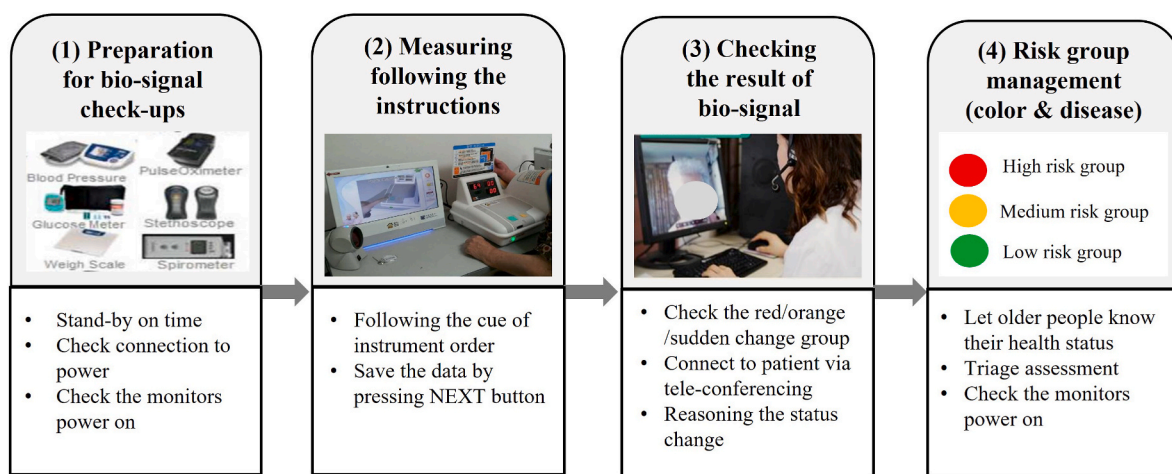 (1) Preparation
for bio-signal
check-ups
Blood Pressure
PulseOximeter
Glucose Meter
Stethoscope
Weigh Scale
Spirometer
• Stand-by on time
• Check connection to
power
• Check the monitors
power on
(2) Measuring
following the
instructions
• Following the cue of
instrument order
• Save the data by
pressing NEXT button
(3) Checking
the result of
bio-signal
• Check the red/orange
/sudden change group
• Connect to patient via
tele-conferencing
• Reasoning the status
change
(4) Risk group
management
(color & disease)
High risk group
Medium risk group
Low risk group
• Let older people know
their health status
• Triage assessment
• Check the monitors
power on